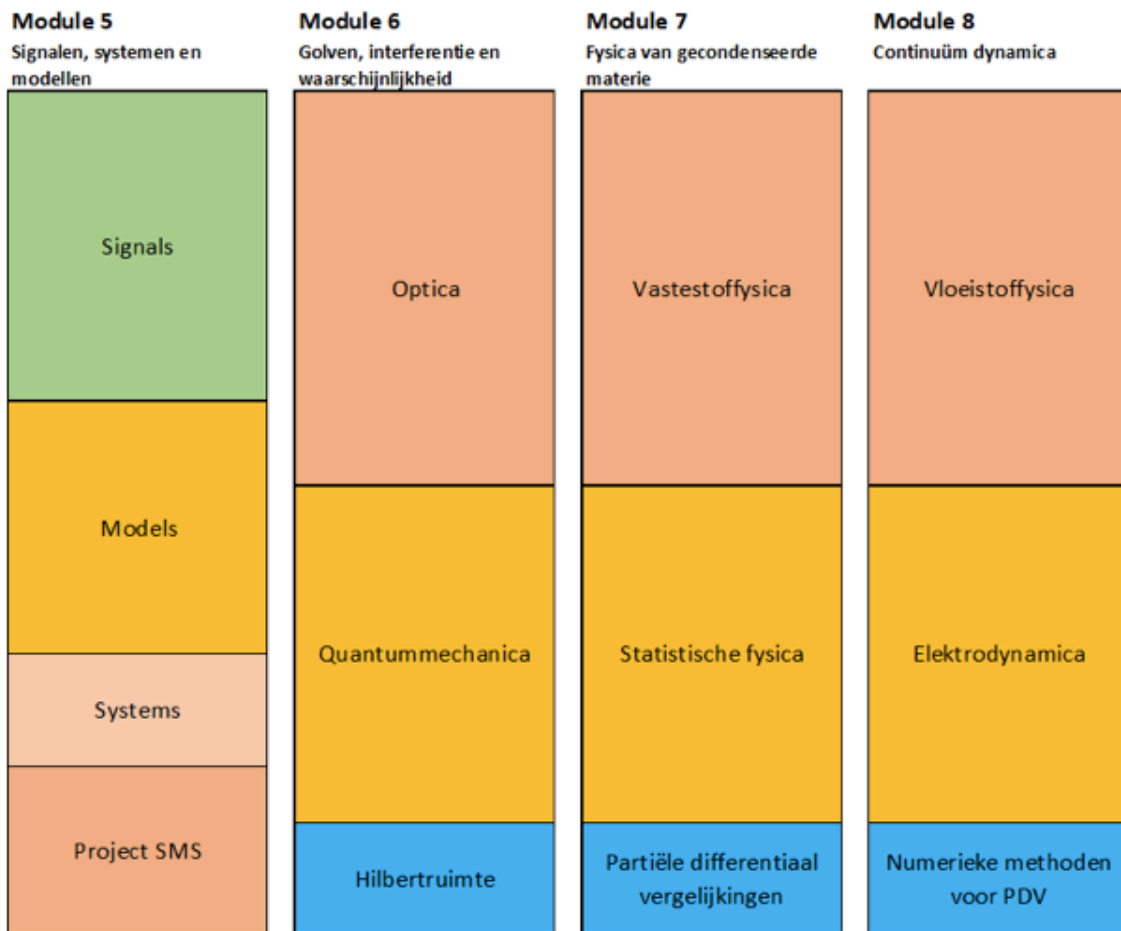 Module 5
Signalen, systemen en
modellen
Signals
Models
Systems
Project SMS
Module 6
Golven, interferentie en
waarschijnlijkheid
Optica
Quantummechanica
Hilbertruimte
Module 7
Fysica van gecondenseerde
materie
Vastestoffysica
Statistische fysica
Partiële differentiaal
vergelijkingen
Module 8
Continuüm dynamica
Vloeistoffysica
Elektrodynamica
Numerieke methoden
voor PDV